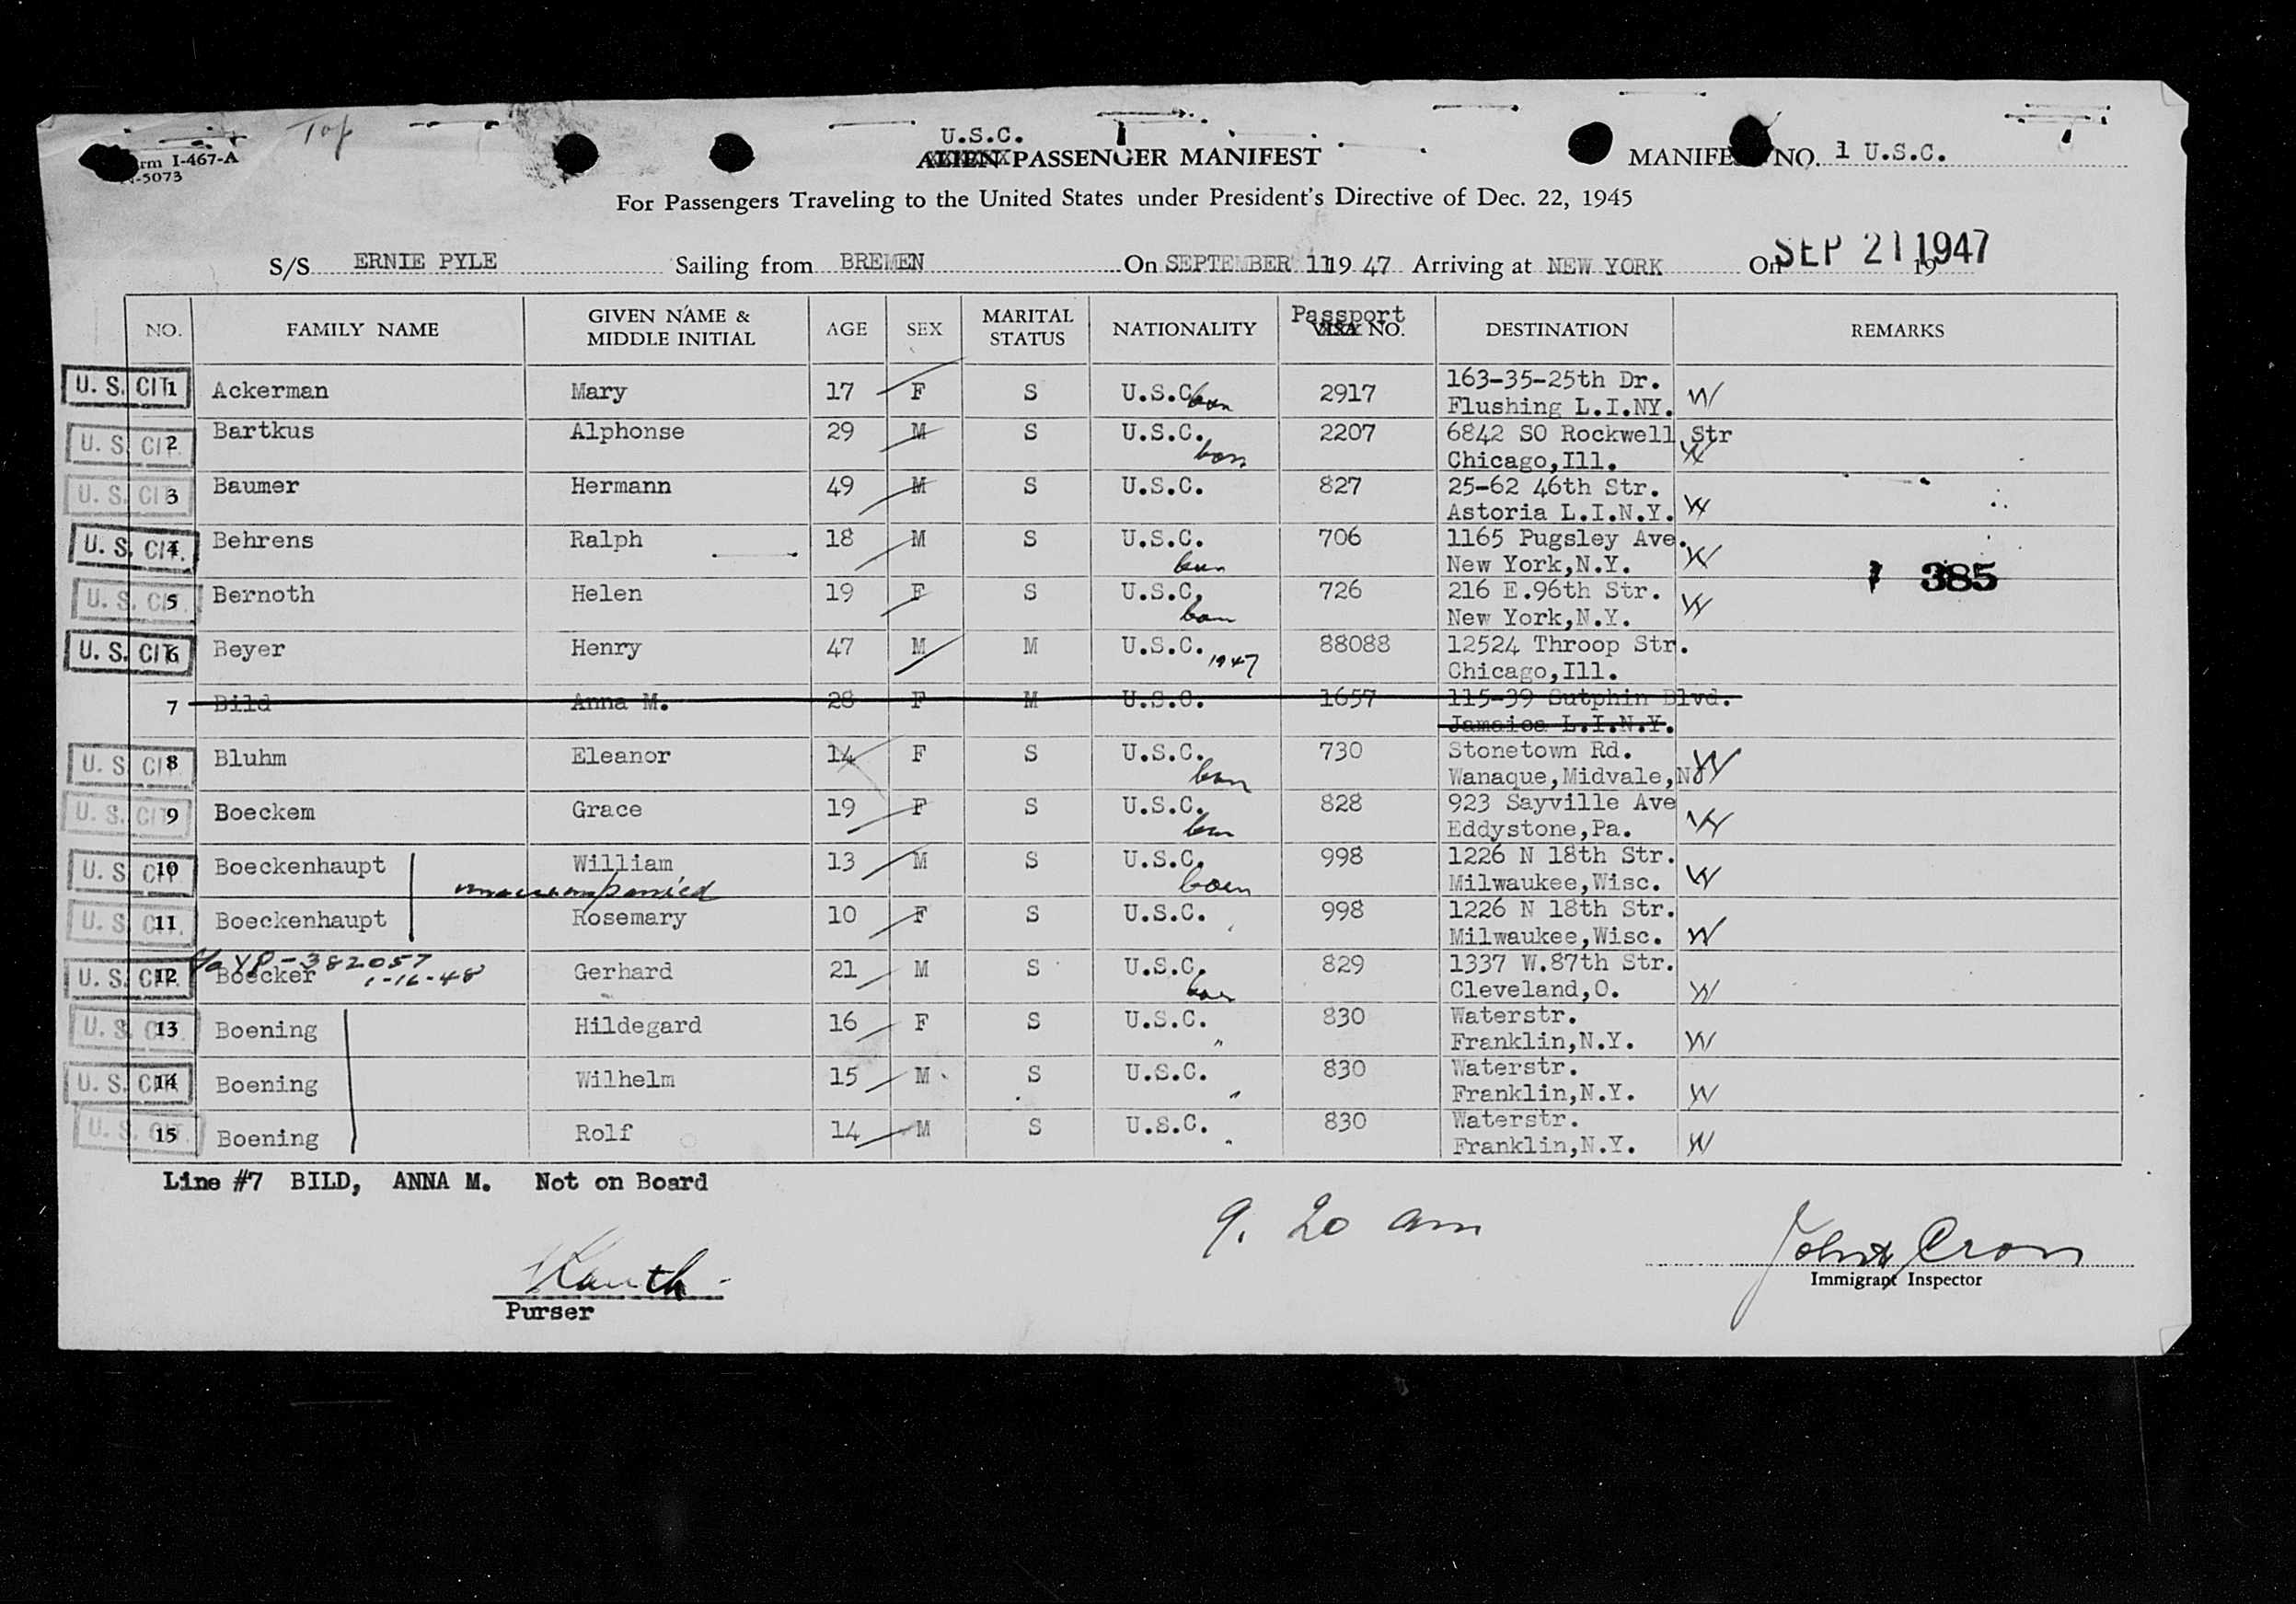 Top
Form I-467-A
N-5073
U.S.C.
ALIEN PASSENGER MANIFEST
MANIFEST NO. 1 U.S.C.
For Passengers Traveling to the United States under President's Directive of Dec. 22, 1945
S/S ERNIE PYLE Sailing from BREMEN On SEPTEMBER 11 19 47 Arriving at NEW YORK On SEP 21 1947 19
NO. FAMILY NAME GIVEN NAME & MIDDLE INITIAL AGE SEX MARITAL STATUS NATIONALITY Passport VISA NO. DESTINATION REMARKS
U. S. CIT. 1 Ackerman Mary 17 F S U.S.C. born 2917 163-35-25th Dr.
Flushing L.I.NY. W
U. S. CIT. 2 Bartkus Alphonse 29 M S U.S.C. born 2207 6842 SO Rockwell Str
Chicago,Ill. W
U. S. CIT. 3 Baumer Hermann 49 M S U.S.C. 827 25-62 46th Str.
Astoria L.I.N.Y. W
U. S. CIT. 4 Behrens Ralph 18 M S U.S.C. born 706 1165 Pugsley Ave.
New York,N.Y. W
385
U. S. CIT. 5 Bernoth Helen 19 F S U.S.C. born 726 216 E.96th Str.
New York,N.Y. W
U. S. CIT. 6 Beyer Henry 47 M M U.S.C. 1947 88088 12524 Throop Str.
Chicago,Ill.
7 Bild Anna M. 28 F M U.S.C. 1657 115-39 Sutphin Blvd.
Jamaica L.I.N.Y.
U. S. CIT. 8 Bluhm Eleanor 14 F S U.S.C. born 730 Stonetown Rd.
Wanaque,Midvale,NJ W
U. S. CIT. 9 Boeckem Grace 19 F S U.S.C. born 828 923 Sayville Ave
Eddystone,Pa. W
U. S. CIT. 10 Boeckenhaupt William 13 M S U.S.C. born 998 1226 N 18th Str.
unaccompanied Milwaukee,Wisc. W
U. S. CIT. 11 Boeckenhaupt Rosemary 10 F S U.S.C. 998 1226 N 18th Str.
Milwaukee,Wisc. W
382057
1-16-48
U. S. CIT. 12 Boecker Gerhard 21 M S U.S.C. born 829 1337 W.87th Str.
Cleveland,O. W
U. S. CIT. 13 Boening Hildegard 16 F S U.S.C. " 830 Waterstr.
Franklin,N.Y. W
U. S. CIT. 14 Boening Wilhelm 15 M S U.S.C. " 830 Waterstr.
Franklin,N.Y. W
U. S. CIT. 15 Boening Rolf 14 M S U.S.C. " 830 Waterstr.
Franklin,N.Y. W
Line #7 BILD, ANNA M. Not on Board
9. 20 am
Purser
Immigrant Inspector